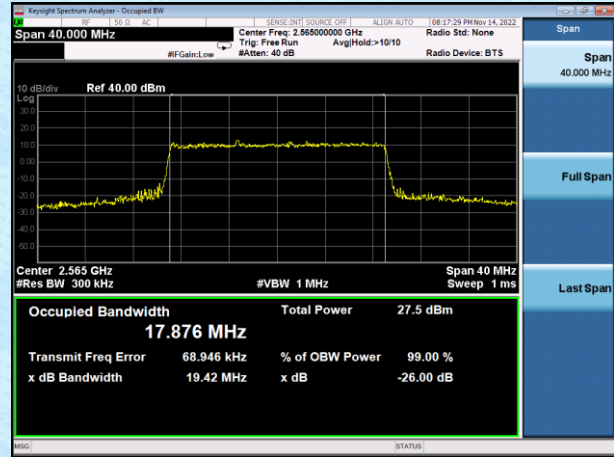 Keysight Spectrum Analyzer - Occupied BW
RF 50 Ω AC SENSE:INT SOURCE OFF ALIGN AUTO 08:17:29 PM Nov 14, 2022
Span 40.000 MHz Center Freq: 2.565000000 GHz Radio Std: None
Trig: Free Run Avg|Hold:>10/10
#IFGain:Low #Atten: 40 dB Radio Device: BTS
Span
Span
40.000 MHz
Full Span
Last Span
10 dB/div Ref 40.00 dBm
Log
30.0
20.0
10.0
0.00
-10.0
-20.0
-30.0
-40.0
-50.0
Center 2.565 GHz Span 40 MHz
#Res BW 300 kHz #VBW 1 MHz Sweep 1 ms
Occupied Bandwidth Total Power 27.5 dBm
17.876 MHz
Transmit Freq Error 68.946 kHz % of OBW Power 99.00 %
x dB Bandwidth 19.42 MHz x dB -26.00 dB
MSG STATUS